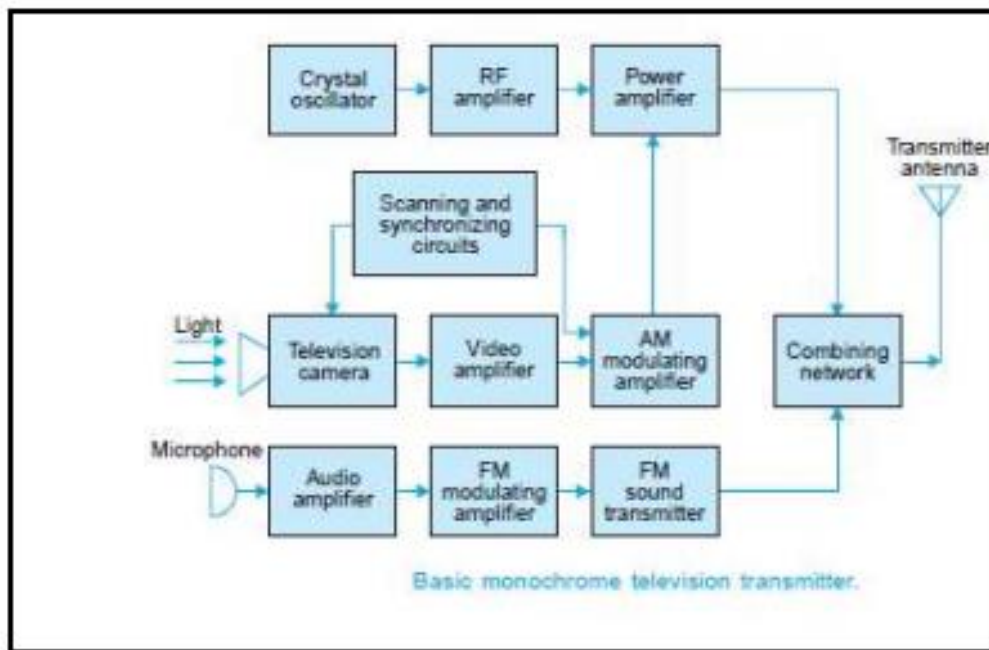 Crystal
oscillator
RF
amplifier
Power
amplifier
Transmitter
antenna
Scanning and
synchronizing
circuits
Light
Television
camera
Video
amplifier
AM
modulating
amplifier
Combining
network
Microphone
Audio
amplifier
FM
modulating
amplifier
FM
sound
transmitter
Basic monochrome television transmitter.